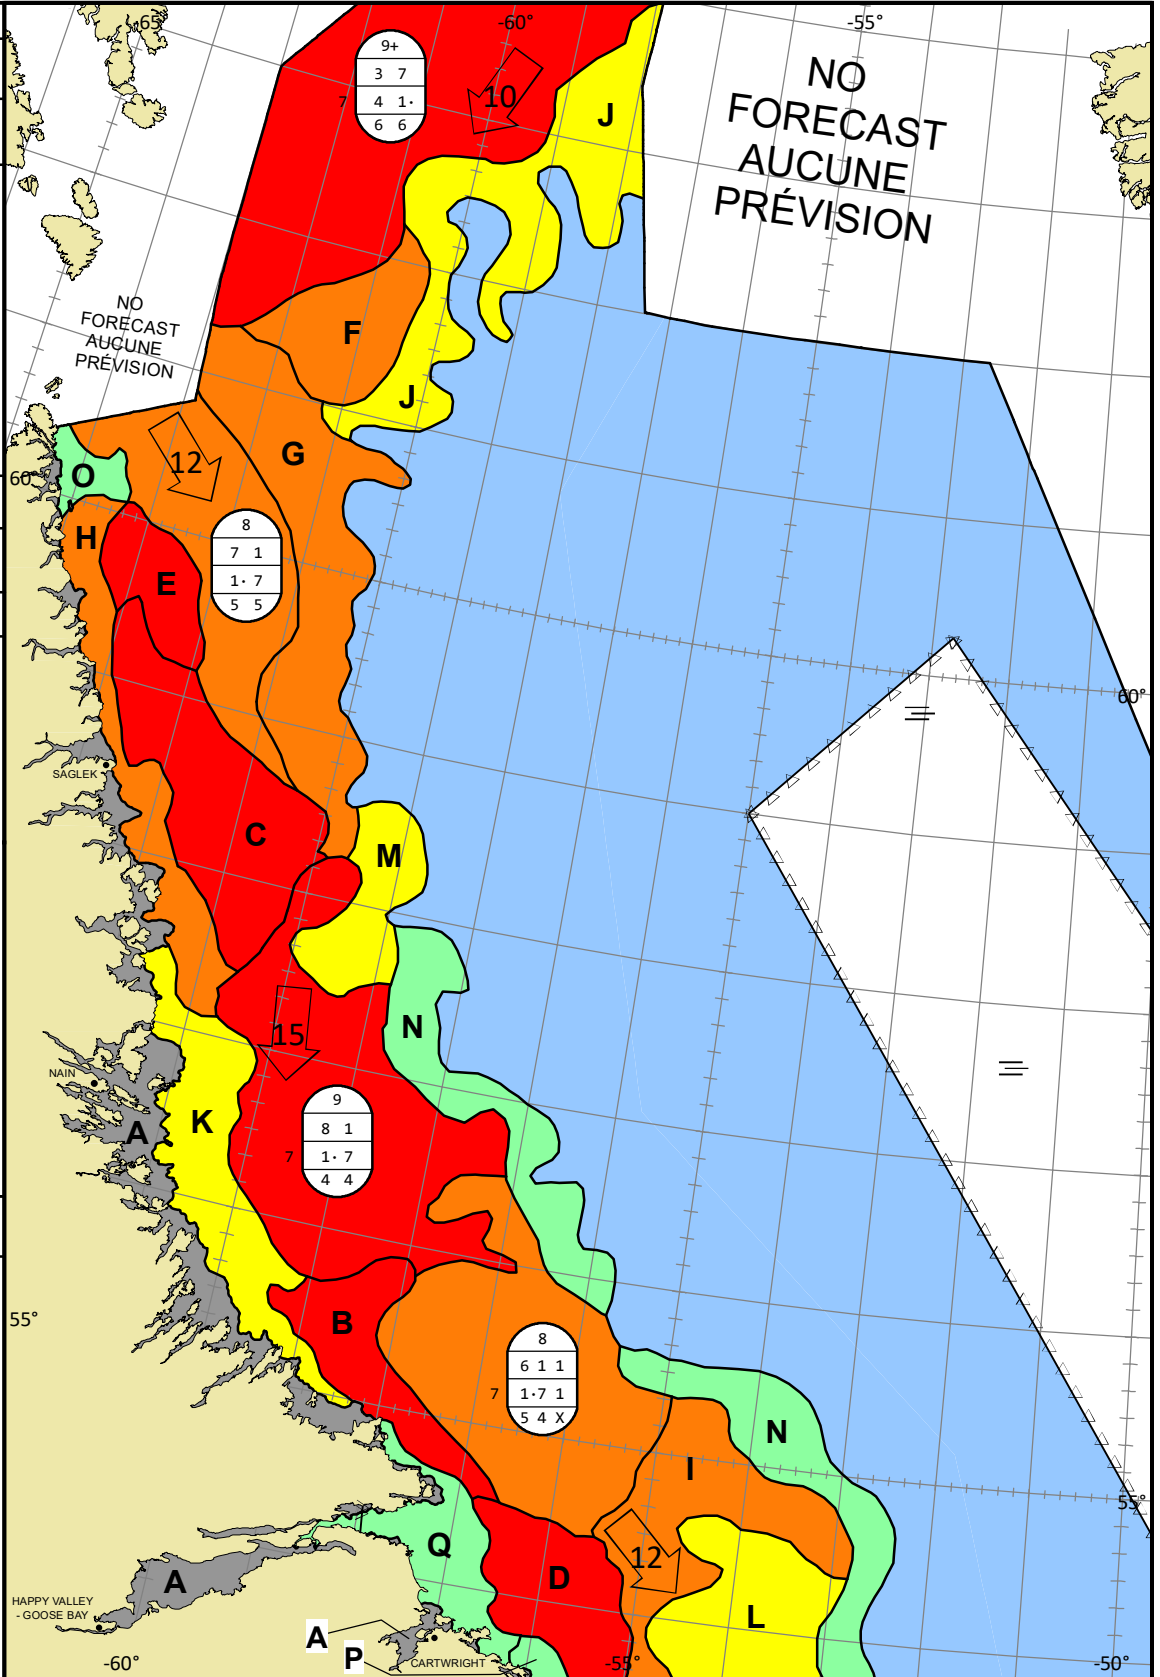 -65°
-60°
-55°
9+
3 7
7 4 1·
6 6
10
J
NO
FORECAST
AUCUNE
PRÉVISION
NO
FORECAST
AUCUNE
PRÉVISION
F
J
G
12
60°
O
H
8
7 1
1· 7
5 5
E
60°
SAGLEK
C
M
15
N
NAIN
A
K
9
8 1
7 1· 7
4 4
55°
B
8
6 1 1
7 1·7 1
5 4 X
N
I
55°
Q
12
A
D
HAPPY VALLEY
- GOOSE BAY
L
A
P
CARTWRIGHT
-60°
-55°
-50°